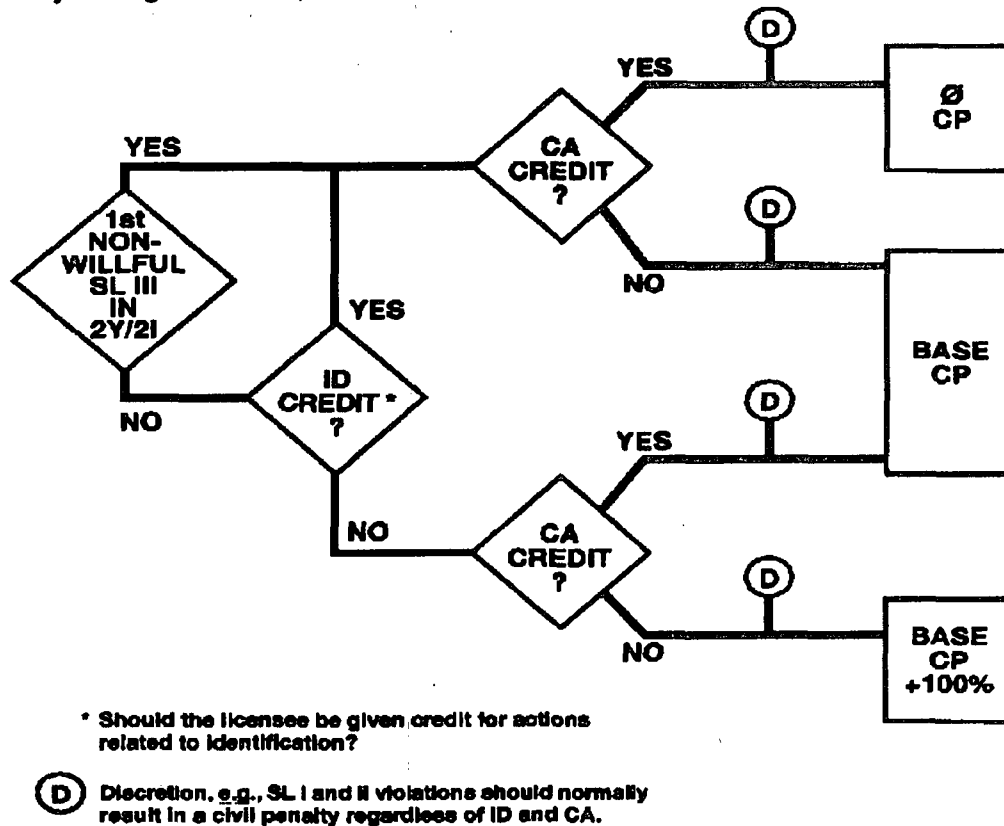 D
YES
Ø
CP
CA
CREDIT
?
YES
D
1st
NON-
WILLFUL
SL III
IN
2Y/2I
NO
YES
BASE
CP
ID
CREDIT *
?
D
NO
YES
NO
CA
CREDIT
?
D
NO
BASE
CP
+100%
* Should the licensee be given credit for actions
related to identification?
D Discretion, e.g., SL I and II violations should normally
result in a civil penalty regardless of ID and CA.